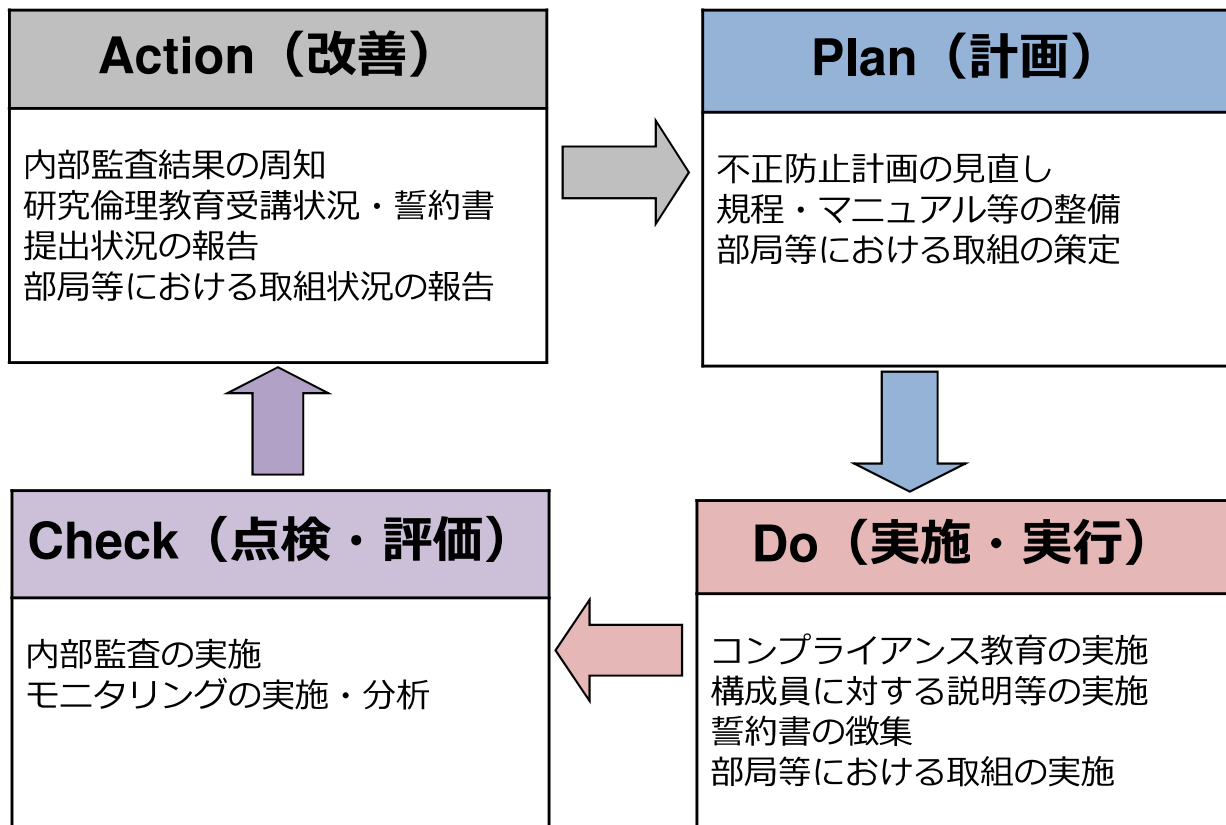 Action（改善）
内部監査結果の周知
研究倫理教育受講状況・誓約書
提出状況の報告
部局等における取組状況の報告
Plan（計画）
不正防止計画の見直し
規程・マニュアル等の整備
部局等における取組の策定
Check（点検・評価）
内部監査の実施
モニタリングの実施・分析
Do（実施・実行）
コンプライアンス教育の実施
構成員に対する説明等の実施
誓約書の徴集
部局等における取組の実施